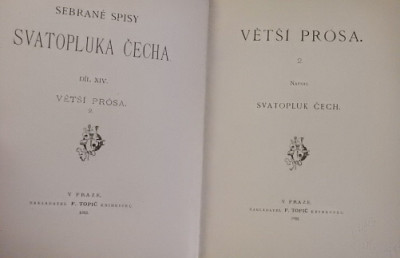 SEBRANÉ SPISY
SVATOPLUKA ČECHA
DÍL XIV.
VĚTŠÍ PROSA.
V PRAZE.
NAKLADATEL F. TOPIČ KNIHKUPEC.
VĚTŠÍ PROSA.
Napsal
SVATOPLUK ČECH.
V PRAZE.
NAKLADATEL F. TOPIČ KNIHKUPEC.